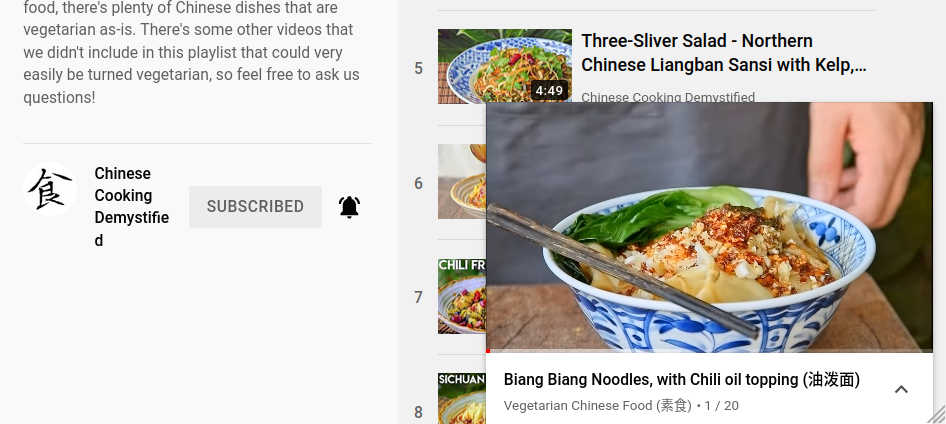 food, there's plenty of Chinese dishes that are
vegetarian as-is. There's some other videos that
we didn't include in this playlist that could very
easily be turned vegetarian, so feel free to ask us
questions!
食
Chinese
Cooking
Demystifie
d
SUBSCRIBED
5
4:49
Three-Sliver Salad - Northern
Chinese Liangban Sansi with Kelp,...
Chinese Cooking Demystified
6
7
CHILI FR
8
SICHUAN
Biang Biang Noodles, with Chili oil topping (油泼面)
Vegetarian Chinese Food (素食) • 1 / 20